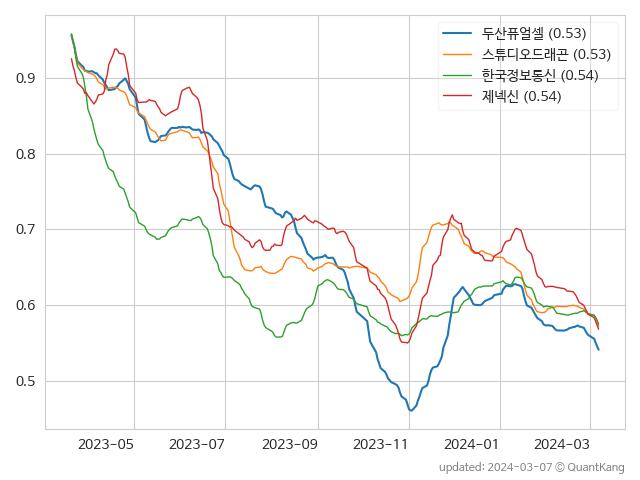 두산퓨얼셀 (0.53)
스튜디오드래곤 (0.53)
한국정보통신 (0.54)
제넥신 (0.54)
0.9
0.8
0.7
0.6
0.5
2023-05 2023-07 2023-09 2023-11 2024-01 2024-03
updated: 2024-03-07 © QuantKang